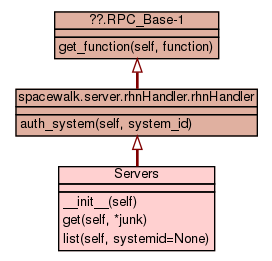 ??.RPC_Base-1
get_function(self, function)
spacewalk.server.rhnHandler.rhnHandler
auth_system(self, system_id)
Servers
__init__(self)
get(self, *junk)
list(self, systemid=None)